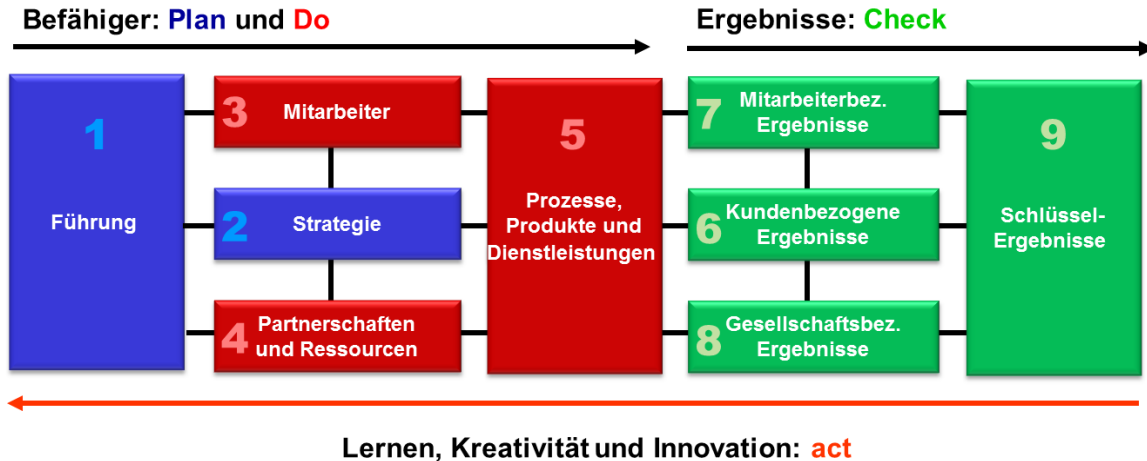 Befähiger: Plan und Do
Ergebnisse: Check
1
Führung
3
Mitarbeiter
2
Strategie
4
Partnerschaften
und Ressourcen
5
Prozesse,
Produkte und
Dienstleistungen
7
Mitarbeiterbez.
Ergebnisse
6
Kundenbezogene
Ergebnisse
8
Gesellschaftsbez.
Ergebnisse
9
Schlüssel-
Ergebnisse
Lernen, Kreativität und Innovation: act